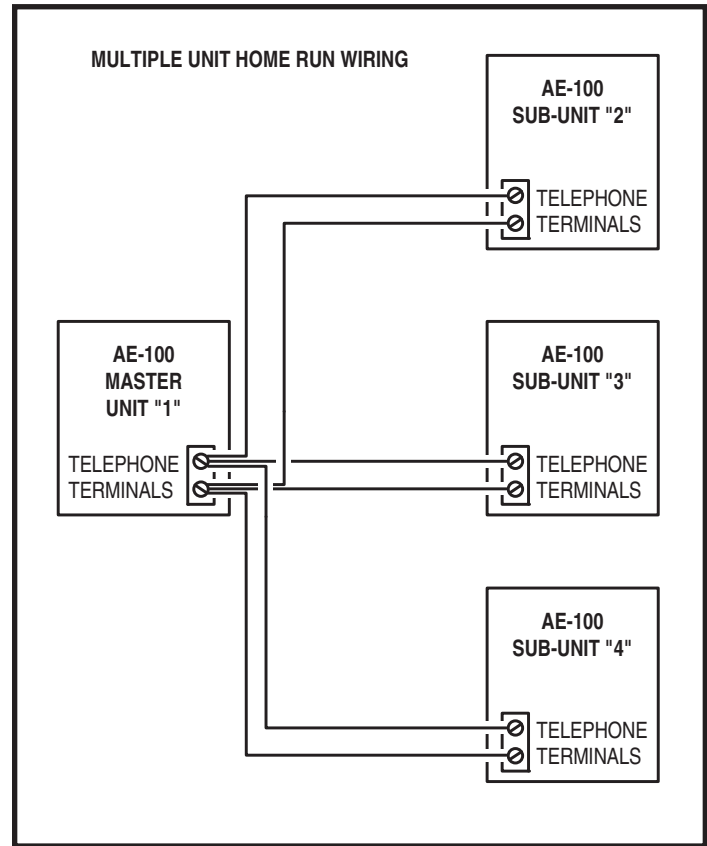 MULTIPLE UNIT HOME RUN WIRING
AE-100
SUB-UNIT "2"
TELEPHONE
TERMINALS
AE-100
MASTER
UNIT "1"
TELEPHONE
TERMINALS
AE-100
SUB-UNIT "3"
TELEPHONE
TERMINALS
AE-100
SUB-UNIT "4"
TELEPHONE
TERMINALS